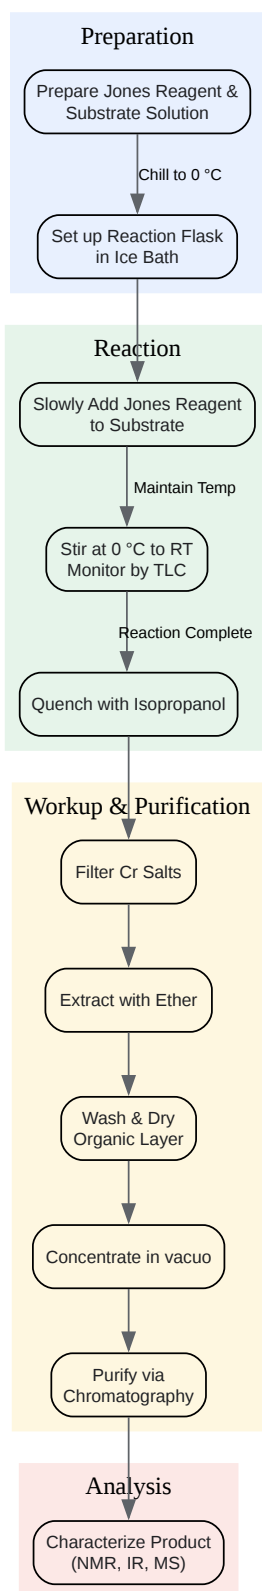 Preparation
Prepare Jones Reagent &
Substrate Solution
Chill to 0 °C
Set up Reaction Flask
in Ice Bath
Reaction
Slowly Add Jones Reagent
to Substrate
Maintain Temp
Stir at 0 °C to RT
Monitor by TLC
Reaction Complete
Quench with Isopropanol
Workup & Purification
Filter Cr Salts
Extract with Ether
Wash & Dry
Organic Layer
Concentrate in vacuo
Purify via
Chromatography
Analysis
Characterize Product
(NMR, IR, MS)